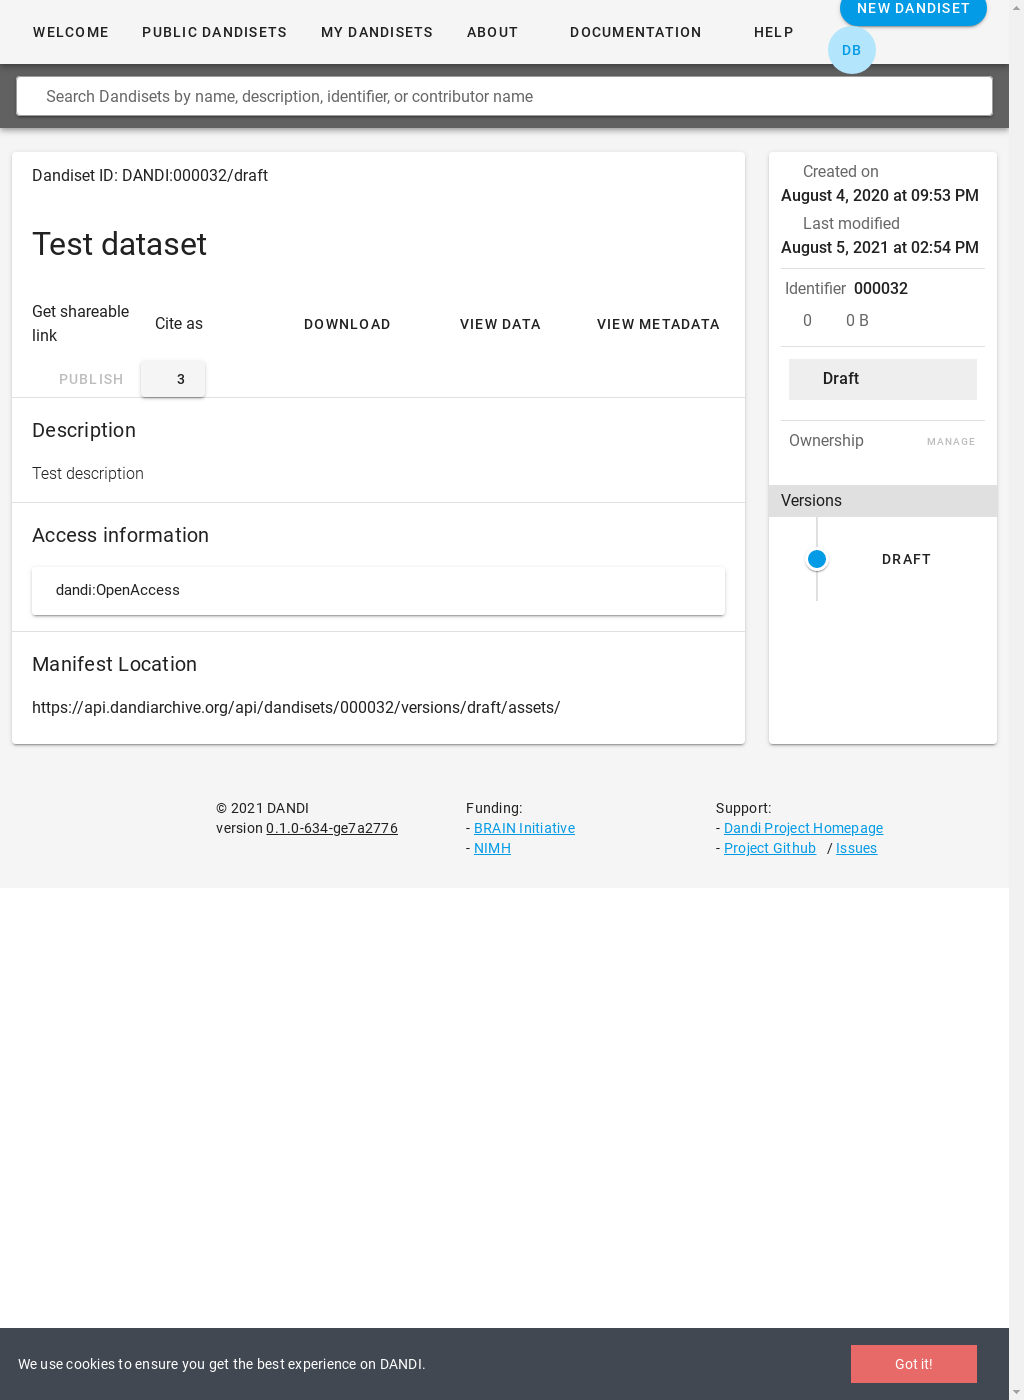 WELCOME PUBLIC DANDISETS MY DANDISETS ABOUT DOCUMENTATION HELP NEW DANDISET
DB
Search Dandisets by name, description, identifier, or contributor name
Dandiset ID: DANDI:000032/draft
Test dataset
Get shareable
link
Cite as
DOWNLOAD
VIEW DATA
VIEW METADATA
PUBLISH
3
Description
Test description
Access information
dandi:OpenAccess
Manifest Location
https://api.dandiarchive.org/api/dandisets/000032/versions/draft/assets/
Created on
August 4, 2020 at 09:53 PM
Last modified
August 5, 2021 at 02:54 PM
Identifier 000032
0 0 B
Draft
Ownership MANAGE
Versions
DRAFT
© 2021 DANDI
version 0.1.0-634-ge7a2776
Funding:
- BRAIN Initiative
- NIMH
Support:
- Dandi Project Homepage
- Project Github / Issues
We use cookies to ensure you get the best experience on DANDI.
Got it!